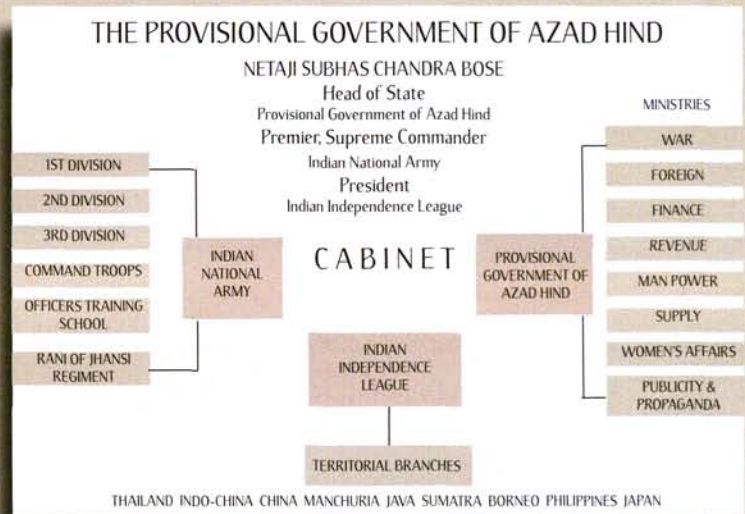 THE PROVISIONAL GOVERNMENT OF AZAD HIND
NETAJI SUBHAS CHANDRA BOSE
Head of State
Provisional Government of Azad Hind
Premier, Supreme Commander
Indian National Army
President
Indian Independence League
CABINET
1ST DIVISION
2ND DIVISION
3RD DIVISION
COMMAND TROOPS
OFFICERS TRAINING
SCHOOL
RANI OF JHANSI
REGIMENT
INDIAN
NATIONAL
ARMY
INDIAN
INDEPENDENCE
LEAGUE
TERRITORIAL BRANCHES
PROVISIONAL
GOVERNMENT OF
AZAD HIND
MINISTRIES
WAR
FOREIGN
FINANCE
REVENUE
MAN POWER
SUPPLY
WOMEN'S AFFAIRS
PUBLICITY &
PROPAGANDA
THAILAND INDO-CHINA CHINA MANCHURIA JAVA SUMATRA BORNEO PHILIPPINES JAPAN